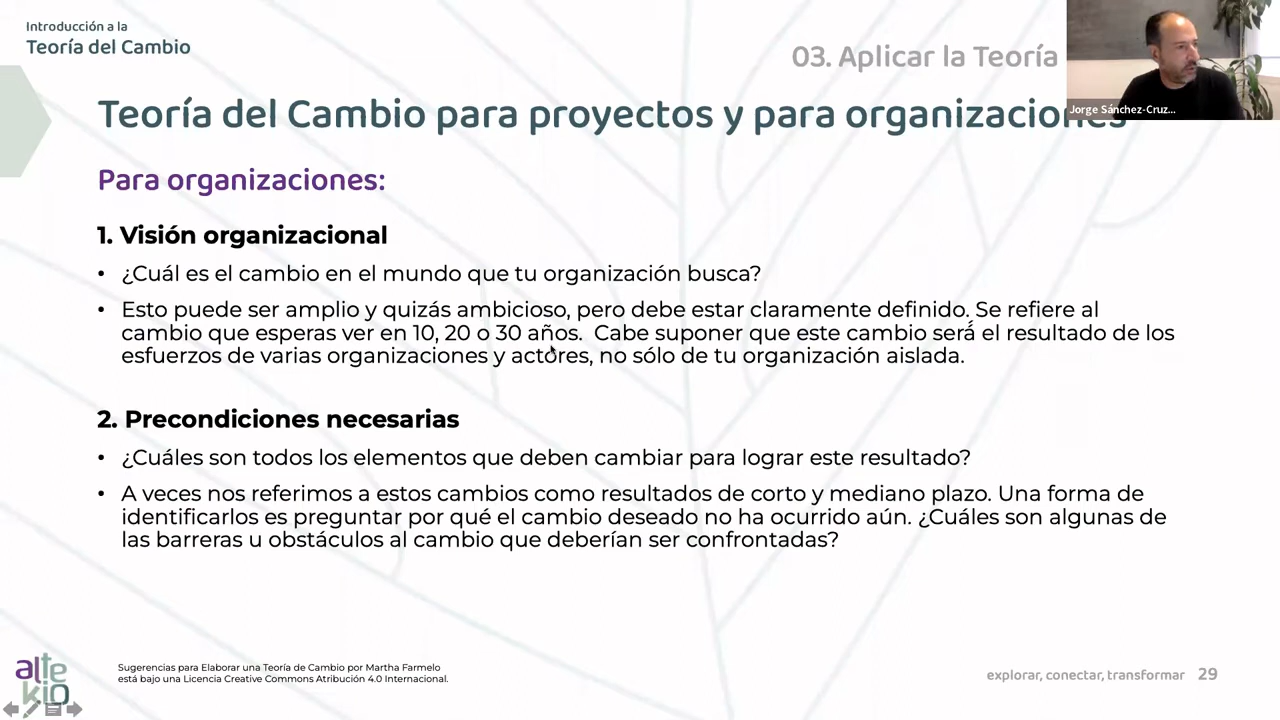 Introducción a la
Teoría del Cambio
03. Aplicar la Teoría
Jorge Sánchez-Cruz...
Teoría del Cambio para proyectos y para organizaciones
Para organizaciones:
1. Visión organizacional
• ¿Cuál es el cambio en el mundo que tu organización busca?
• Esto puede ser amplio y quizás ambicioso, pero debe estar claramente definido. Se refiere al
cambio que esperas ver en 10, 20 o 30 años. Cabe suponer que este cambio será el resultado de los
esfuerzos de varias organizaciones y actores, no sólo de tu organización aislada.
2. Precondiciones necesarias
• ¿Cuáles son todos los elementos que deben cambiar para lograr este resultado?
• A veces nos referimos a estos cambios como resultados de corto y mediano plazo. Una forma de
identificarlos es preguntar por qué el cambio deseado no ha ocurrido aún. ¿Cuáles son algunas de
las barreras u obstáculos al cambio que deberían ser confrontadas?
alte
kio
Sugerencias para Elaborar una Teoría de Cambio por Martha Farmelo
está bajo una Licencia Creative Commons Atribución 4.0 Internacional.
explorar, conectar, transformar 29